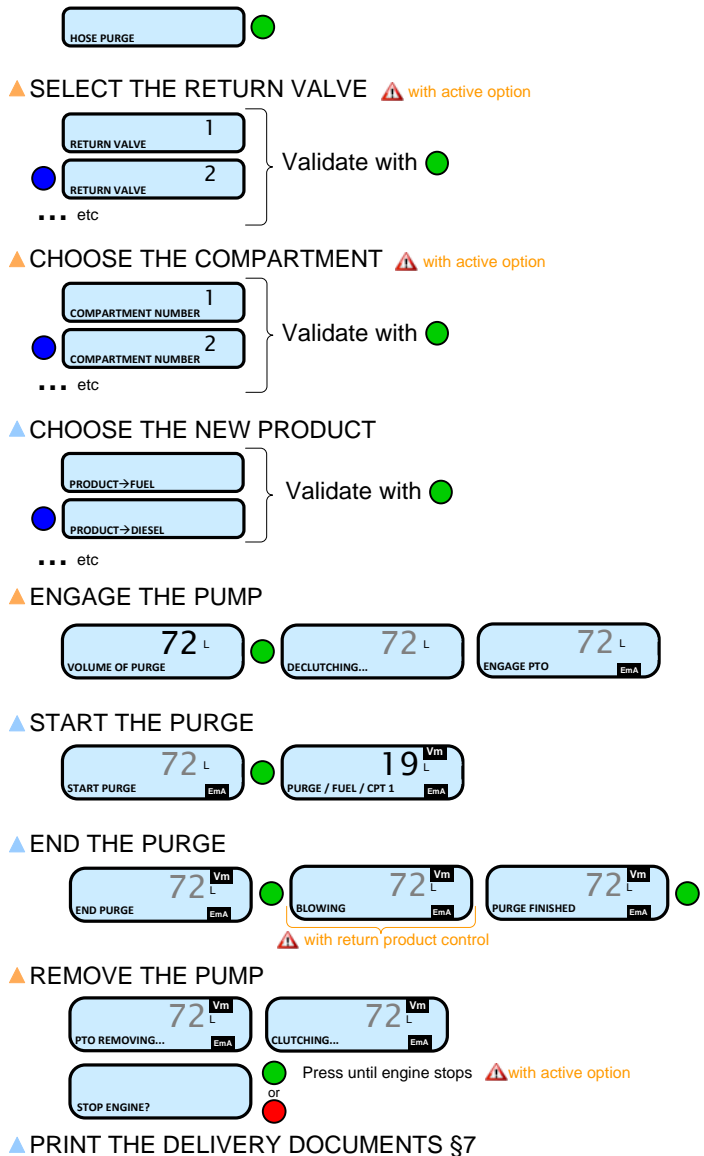 HOSE PURGE
SELECT THE RETURN VALVE with active option
1
RETURN VALVE
Validate with
2
RETURN VALVE
... etc
CHOOSE THE COMPARTMENT with active option
1
COMPARTMENT NUMBER
Validate with
2
COMPARTMENT NUMBER
... etc
CHOOSE THE NEW PRODUCT
PRODUCT→FUEL
Validate with
PRODUCT→DIESEL
... etc
ENGAGE THE PUMP
72 L
VOLUME OF PURGE
72 L
DECLUTCHING...
72 L
ENGAGE PTO EmA
START THE PURGE
72 L
START PURGE EmA
19 Vm L
PURGE / FUEL / CPT 1 EmA
END THE PURGE
72 Vm L
END PURGE EmA
72 Vm L
BLOWING EmA
72 Vm L
PURGE FINISHED EmA
with return product control
REMOVE THE PUMP
72 Vm L
PTO REMOVING... EmA
72 Vm L
CLUTCHING... EmA
STOP ENGINE?
Press until engine stops with active option
or
PRINT THE DELIVERY DOCUMENTS §7